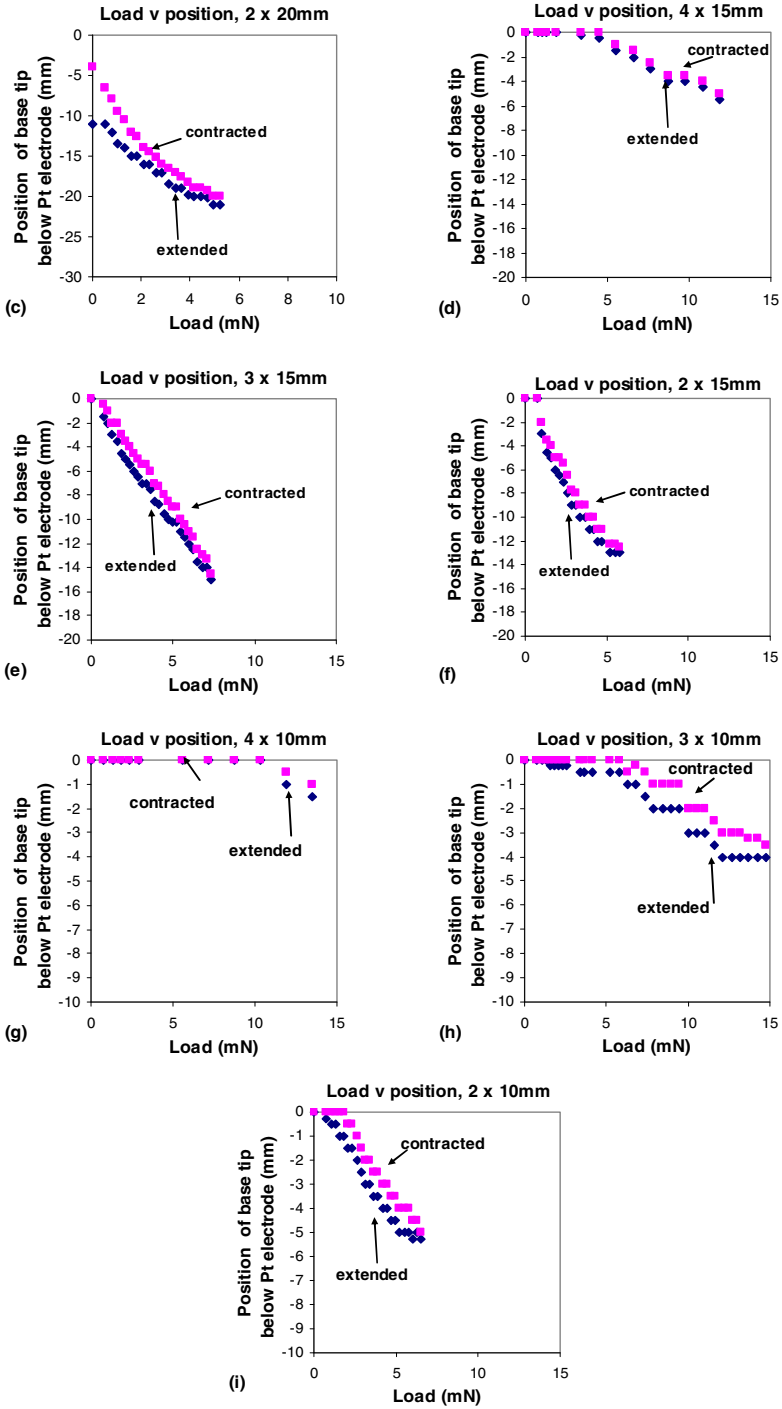 Load v position, 2 x 20mm
Position of base tip
below Pt electrode (mm)
0
-5
-10
-15
-20
-25
-30
contracted
extended
0 2 4 6 8 10
Load (mN)
(c)
Load v position, 4 x 15mm
Position of base tip
below Pt electrode (mm)
0
-2
-4
-6
-8
-10
-12
-14
-16
-18
-20
contracted
extended
0 5 10 15
Load (mN)
(d)
Load v position, 3 x 15mm
Position of base tip
below Pt electrode (mm)
0
-2
-4
-6
-8
-10
-12
-14
-16
-18
-20
contracted
extended
0 5 10 15
Load (mN)
(e)
Load v position, 2 x 15mm
Position of base tip
below Pt electrode (mm)
0
-2
-4
-6
-8
-10
-12
-14
-16
-18
-20
contracted
extended
0 5 10 15
Load (mN)
(f)
Load v position, 4 x 10mm
Position of base tip
below Pt electrode (mm)
0
-1
-2
-3
-4
-5
-6
-7
-8
-9
-10
contracted
extended
0 5 10 15
Load (mN)
(g)
Load v position, 3 x 10mm
Position of base tip
below Pt electrode (mm)
0
-1
-2
-3
-4
-5
-6
-7
-8
-9
-10
contracted
extended
0 5 10 15
Load (mN)
(h)
Load v position, 2 x 10mm
Position of base tip
below Pt electrode (mm)
0
-1
-2
-3
-4
-5
-6
-7
-8
-9
-10
contracted
extended
0 5 10 15
Load (mN)
(i)